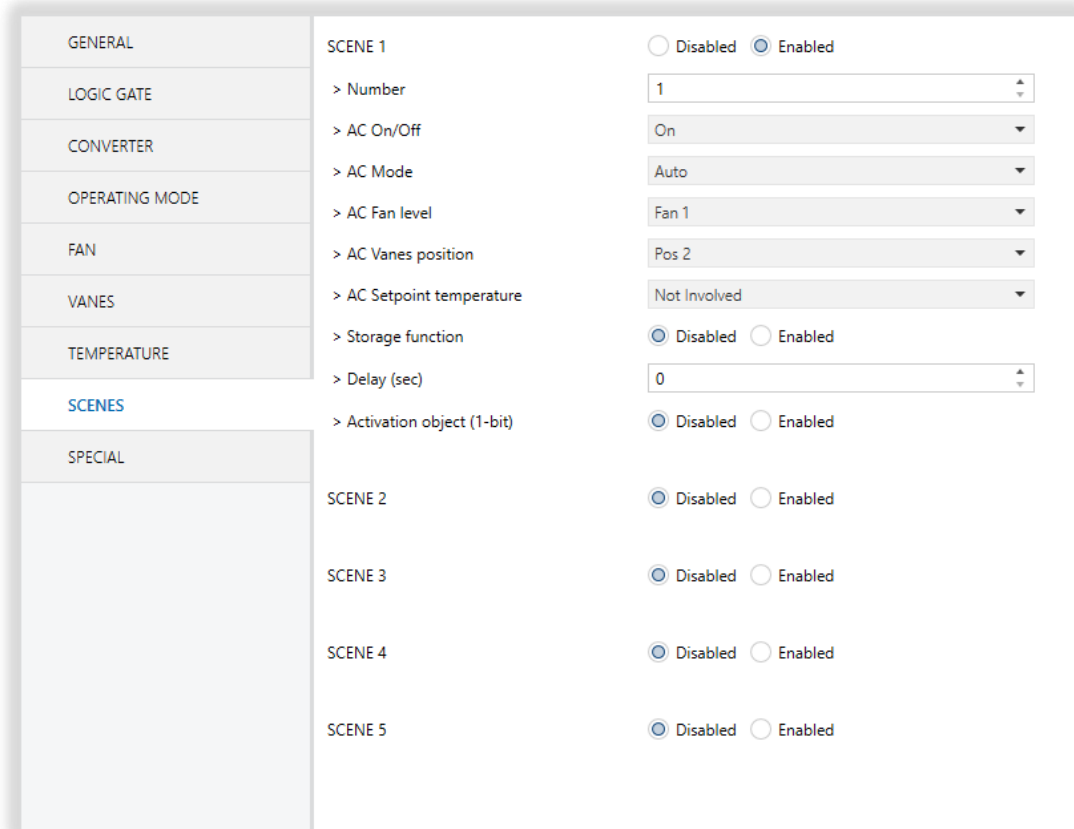 GENERAL
LOGIC GATE
CONVERTER
OPERATING MODE
FAN
VANES
TEMPERATURE
SCENES
SPECIAL
SCENE 1 Disabled Enabled
> Number 1
> AC On/Off On
> AC Mode Auto
> AC Fan level Fan 1
> AC Vanes position Pos 2
> AC Setpoint temperature Not Involved
> Storage function Disabled Enabled
> Delay (sec) 0
> Activation object (1-bit) Disabled Enabled
SCENE 2 Disabled Enabled
SCENE 3 Disabled Enabled
SCENE 4 Disabled Enabled
SCENE 5 Disabled Enabled